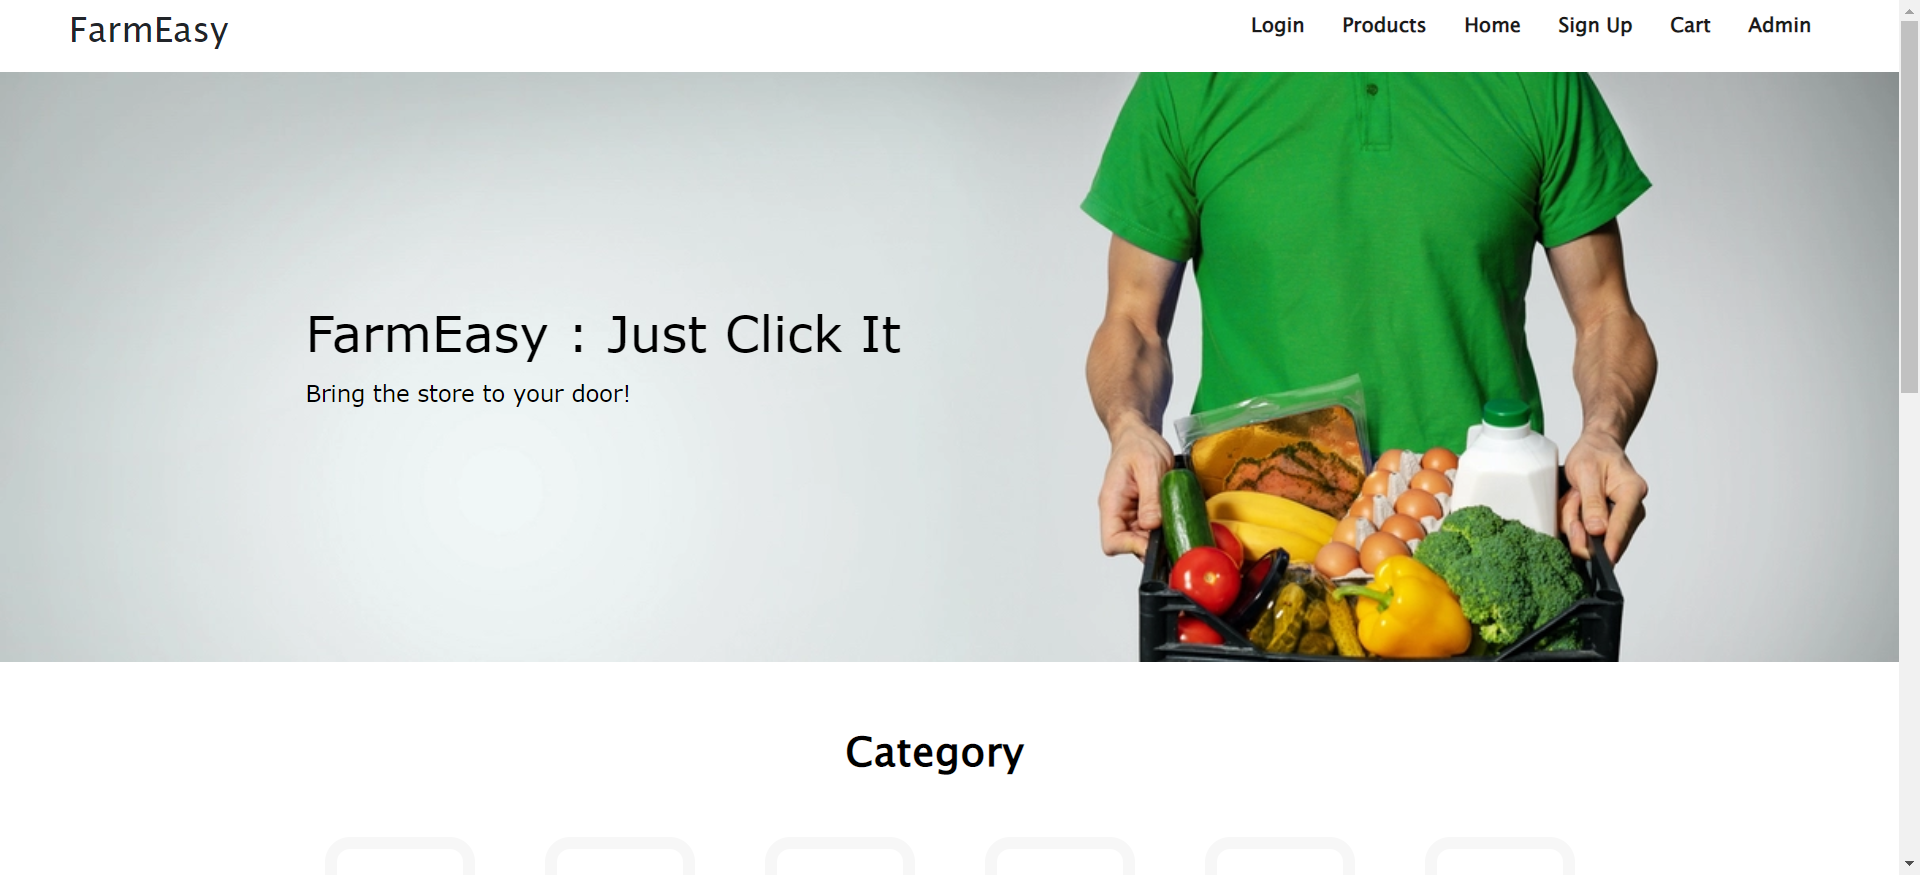 FarmEasy
Login Products Home Sign Up Cart Admin
FarmEasy : Just Click It
Bring the store to your door!
Category